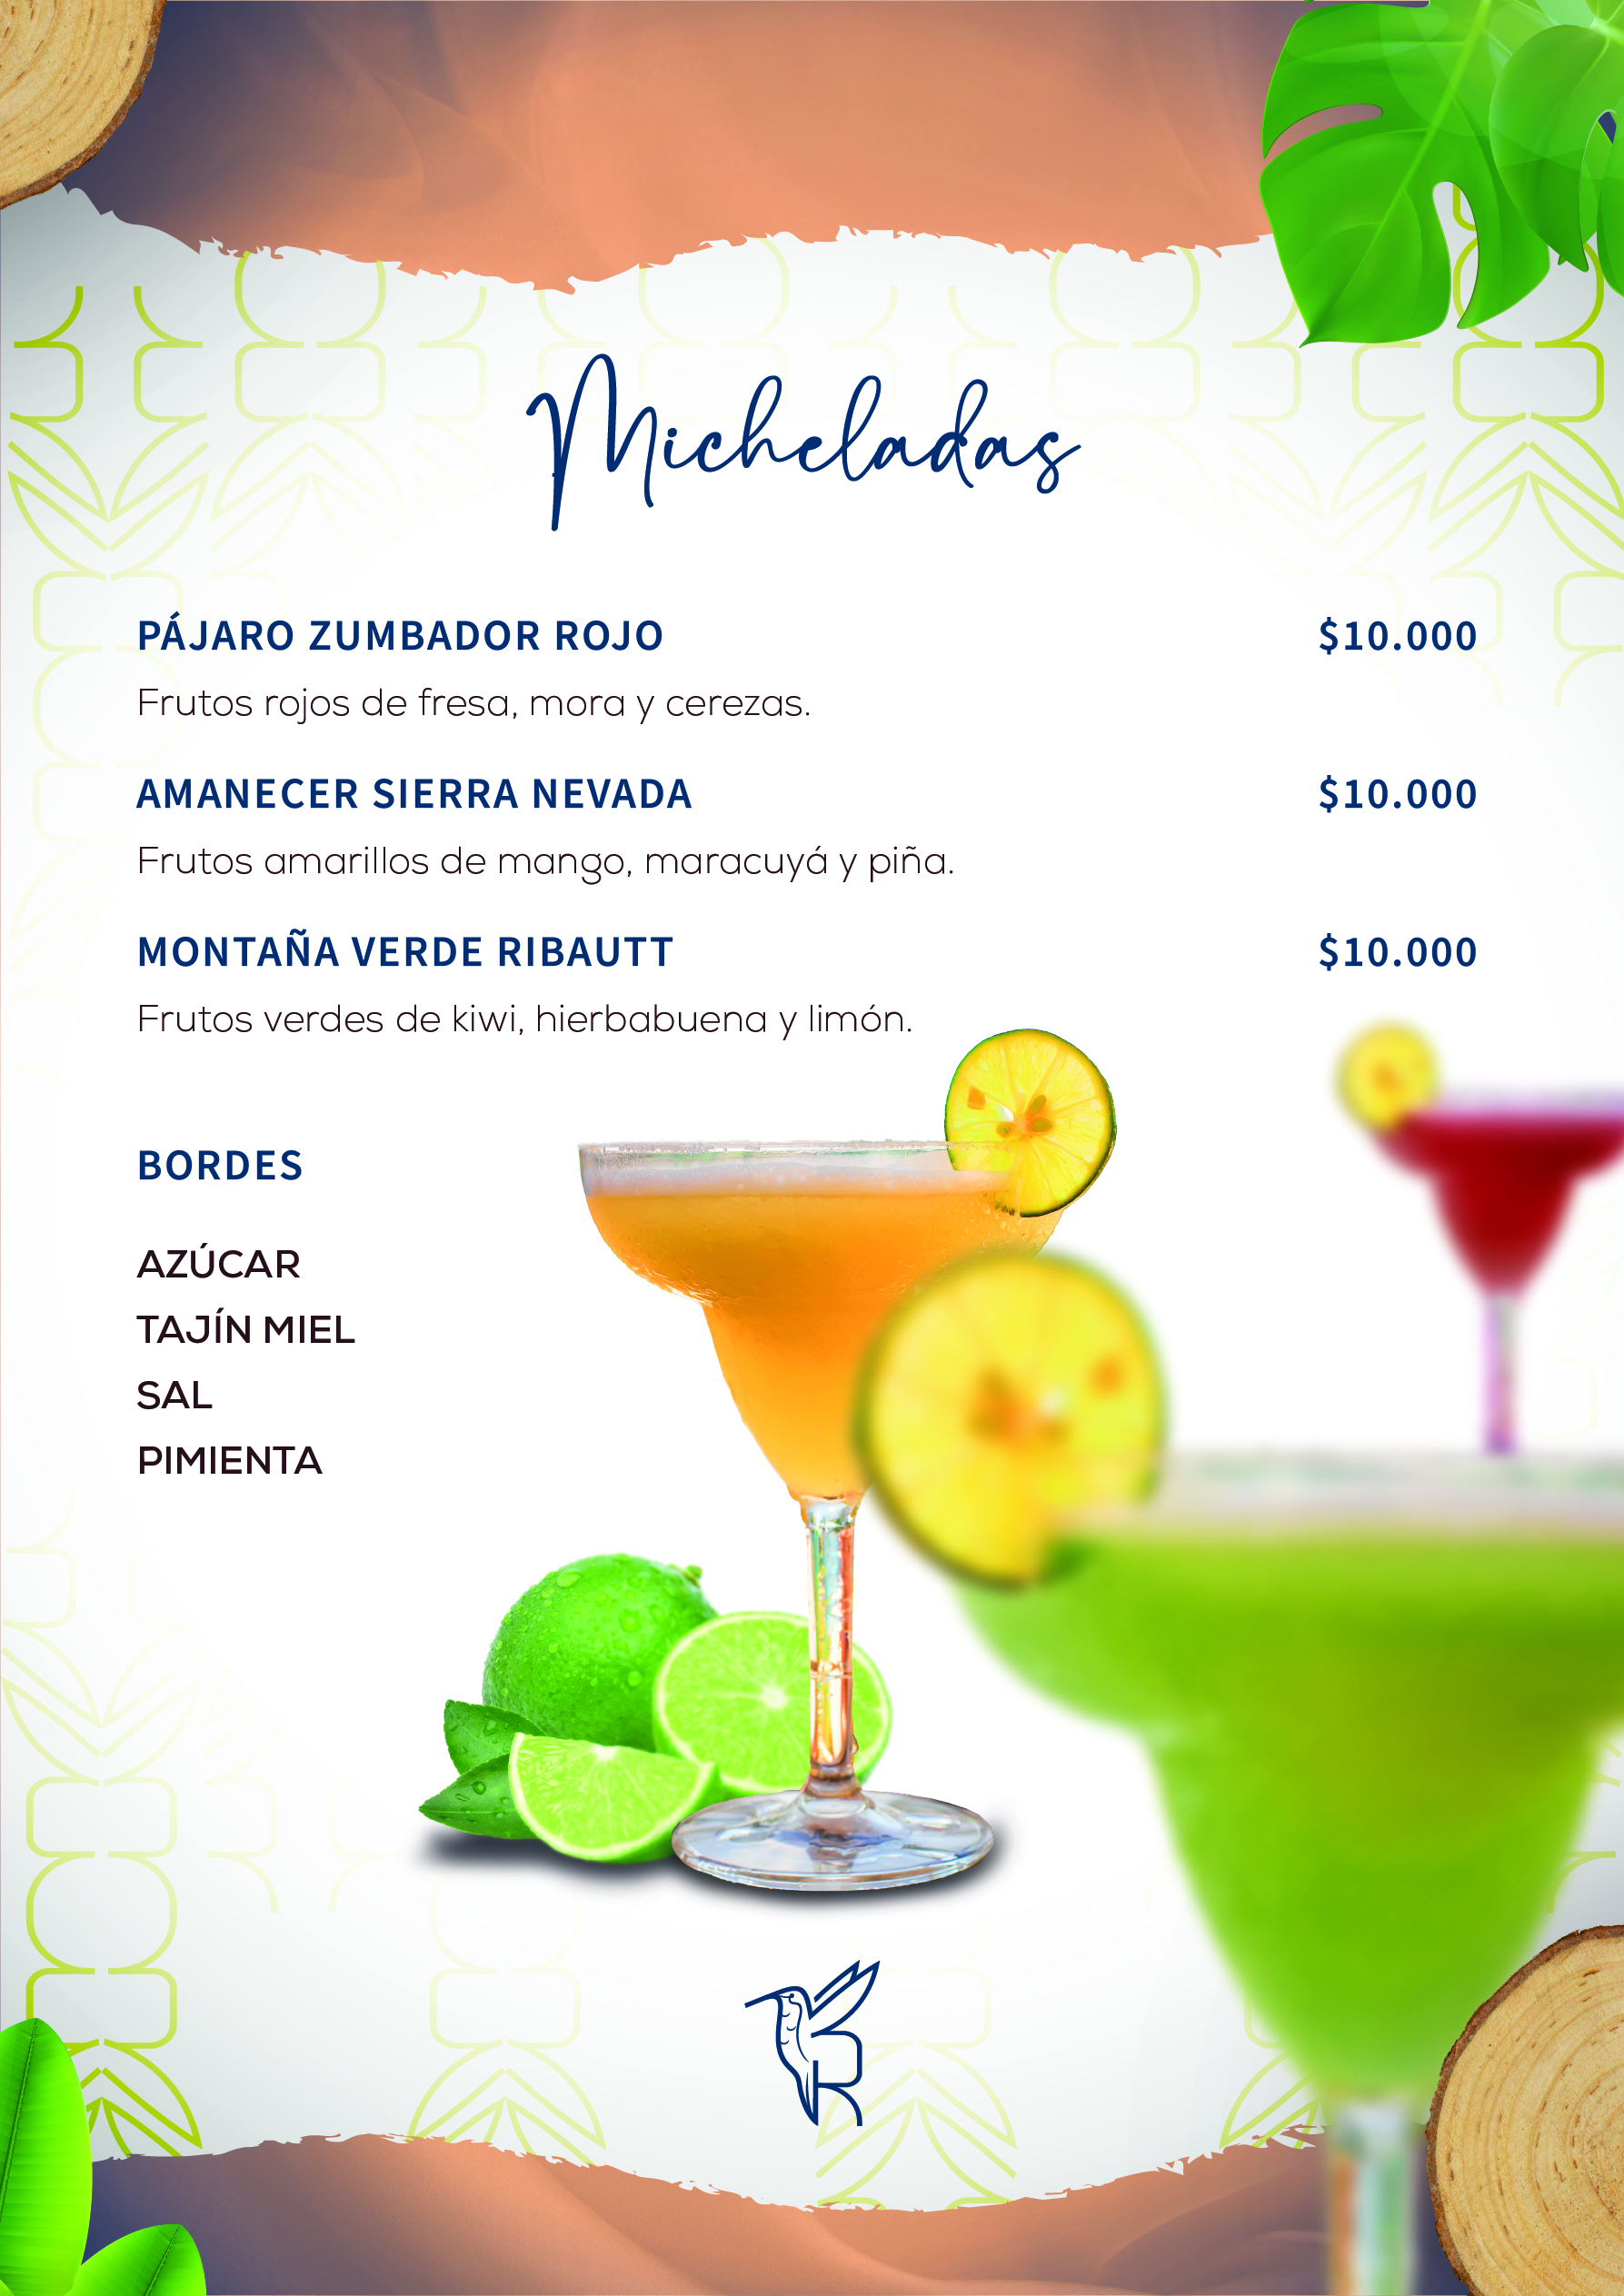 Micheladas
PÁJARO ZUMBADOR ROJO $10.000
Frutos rojos de fresa, mora y cerezas.
AMANECER SIERRA NEVADA $10.000
Frutos amarillos de mango, maracuyá y piña.
MONTAÑA VERDE RIBAUTT $10.000
Frutos verdes de kiwi, hierbabuena y limón.
BORDES
AZÚCAR
TAJÍN MIEL
SAL
PIMIENTA